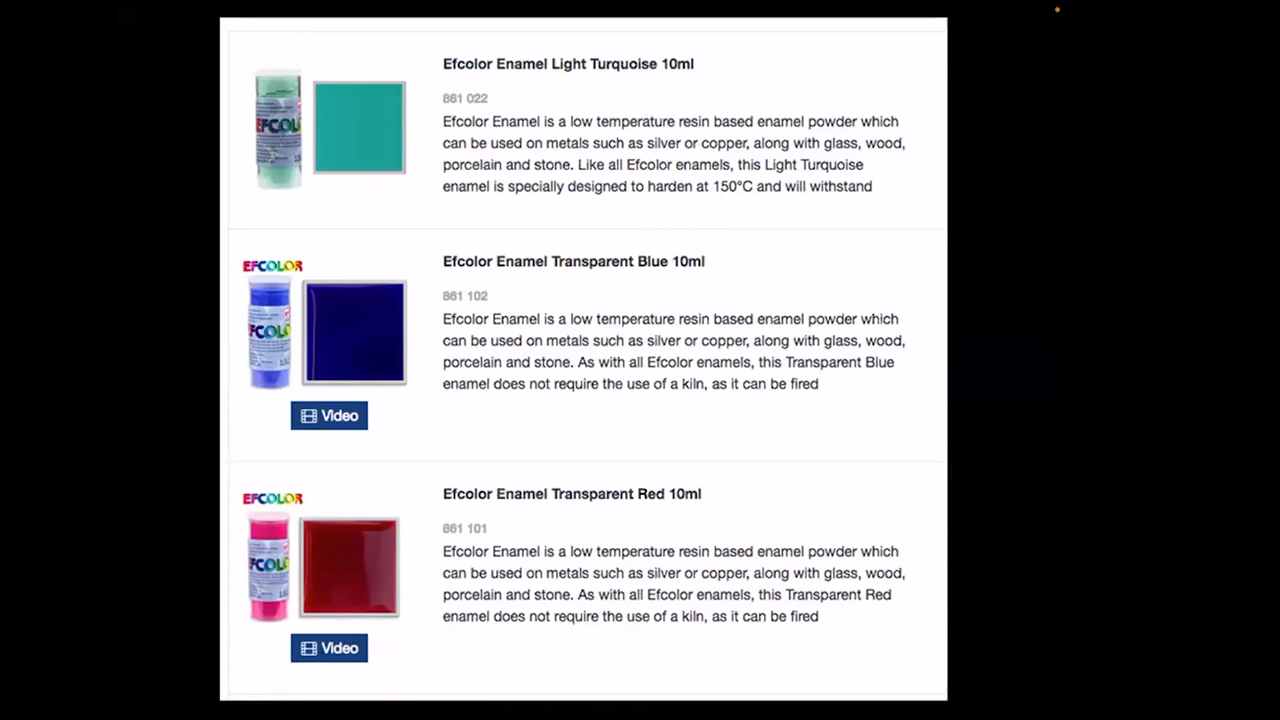 Efcolor Enamel Light Turquoise 10ml
861 022
Efcolor Enamel is a low temperature resin based enamel powder which
can be used on metals such as silver or copper, along with glass, wood,
porcelain and stone. Like all Efcolor enamels, this Light Turquoise
enamel is specially designed to harden at 150°C and will withstand
EFCOLOR
Efcolor Enamel Transparent Blue 10ml
861 102
Efcolor Enamel is a low temperature resin based enamel powder which
can be used on metals such as silver or copper, along with glass, wood,
porcelain and stone. As with all Efcolor enamels, this Transparent Blue
enamel does not require the use of a kiln, as it can be fired
Video
EFCOLOR
Efcolor Enamel Transparent Red 10ml
861 101
Efcolor Enamel is a low temperature resin based enamel powder which
can be used on metals such as silver or copper, along with glass, wood,
porcelain and stone. As with all Efcolor enamels, this Transparent Red
enamel does not require the use of a kiln, as it can be fired
Video